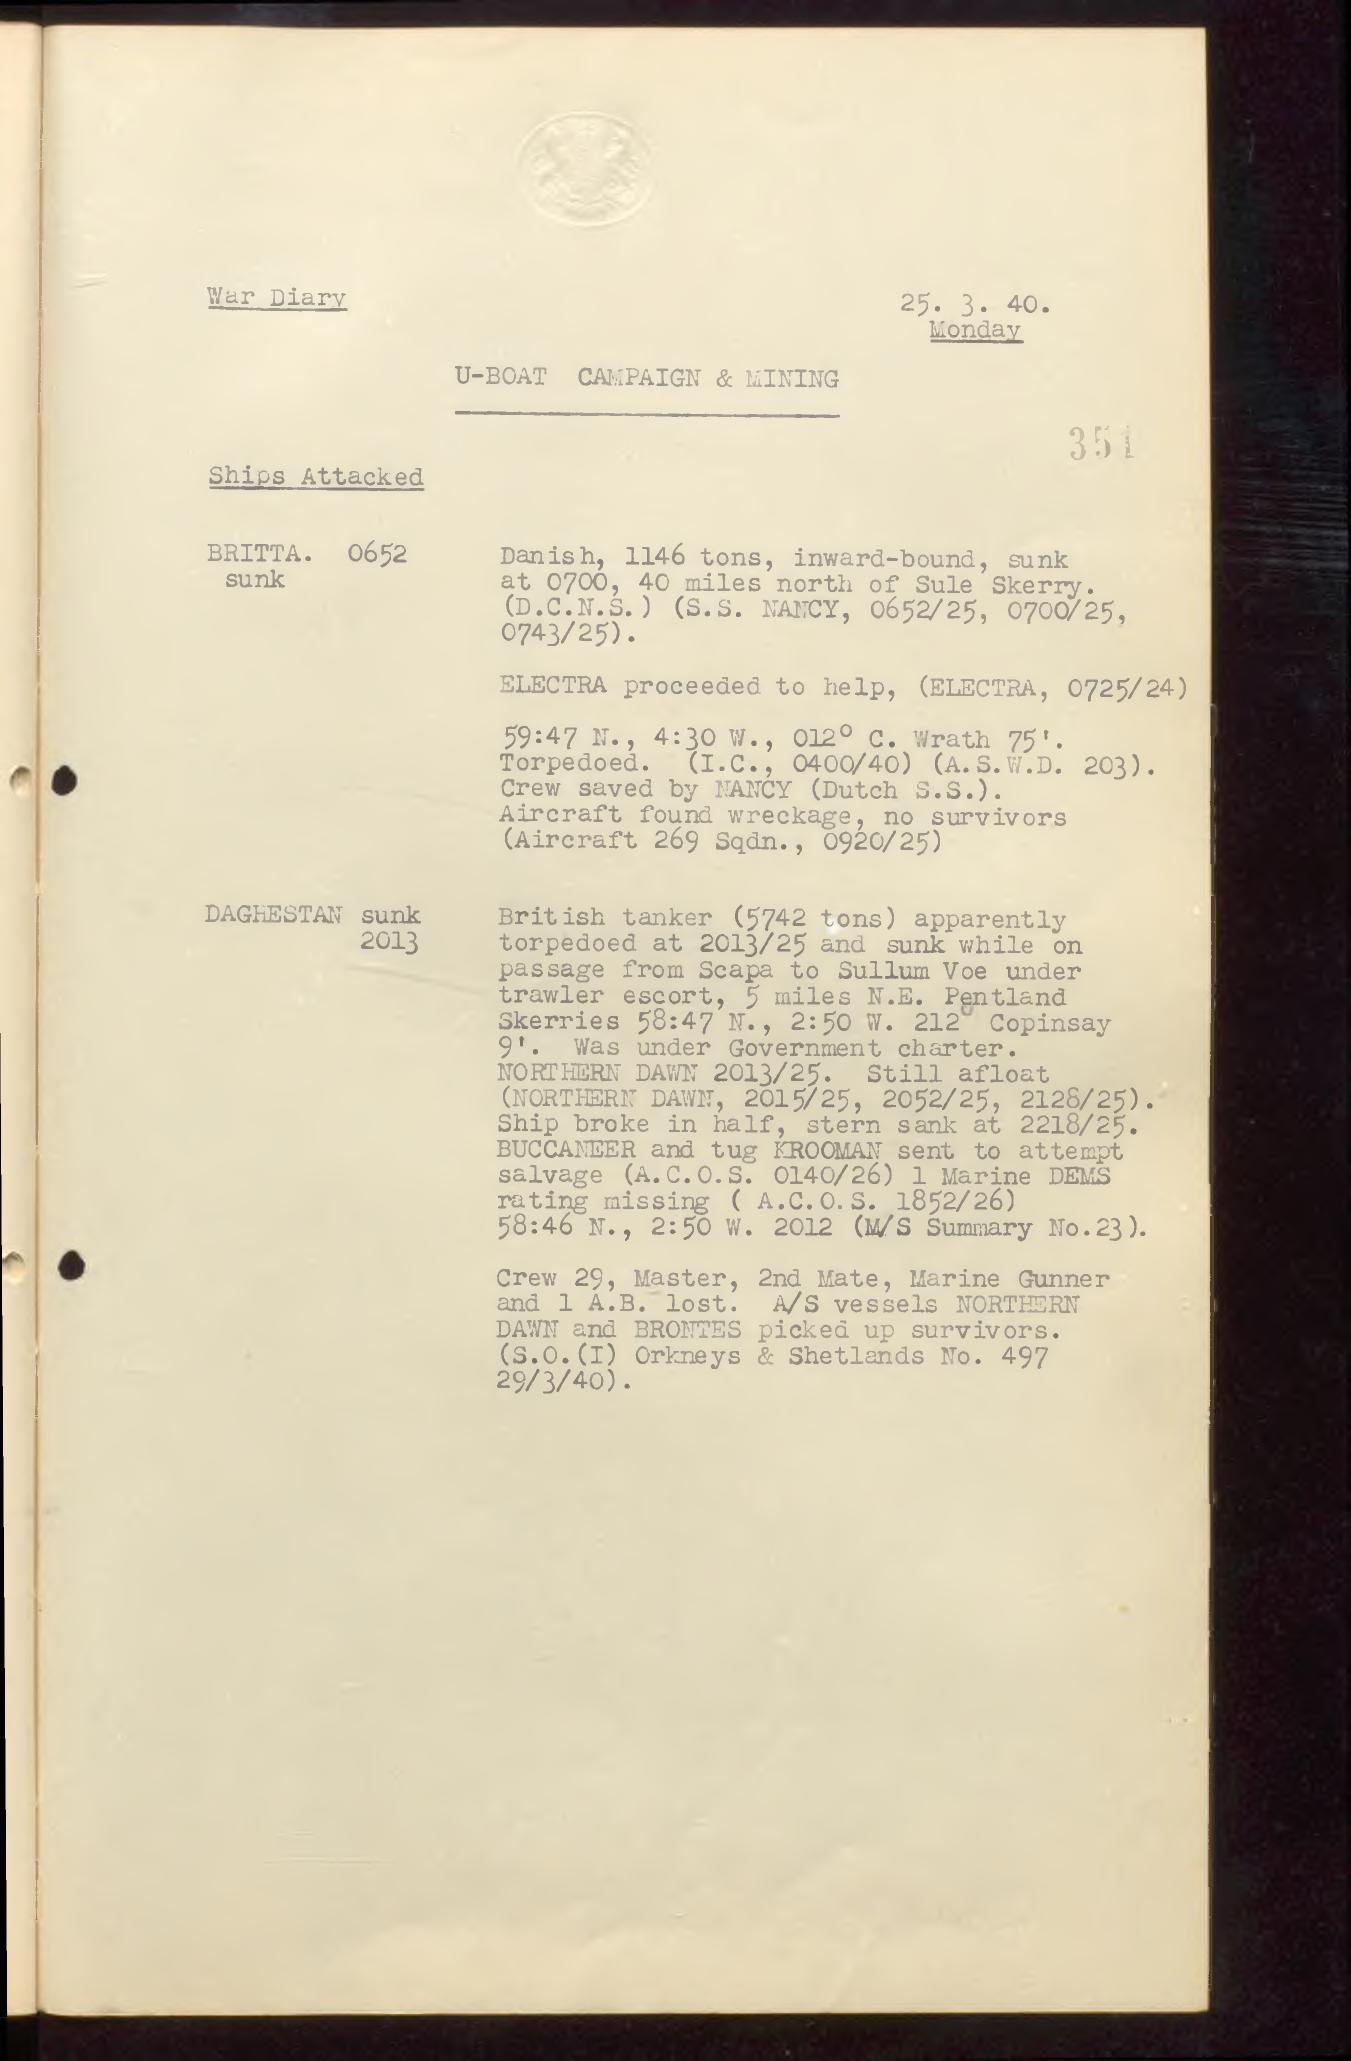 War Diary
25. 3. 40.
Monday
U-BOAT CAMPAIGN & MINING
351
Ships Attacked
BRITTA. 0652
sunk
Danish, 1146 tons, inward-bound, sunk
at 0700, 40 miles north of Sule Skerry.
(D.C.N.S.) (S.S. NANCY, 0652/25, 0700/25,
0743/25).
ELECTRA proceeded to help, (ELECTRA, 0725/24)
59:47 N., 4:30 W., 012° C. Wrath 75'.
Torpedoed. (I.C., 0400/40) (A.S.W.D. 203).
Crew saved by NANCY (Dutch S.S.).
Aircraft found wreckage, no survivors
(Aircraft 269 Sqdn., 0920/25)
DAGHESTAN sunk
2013
British tanker (5742 tons) apparently
torpedoed at 2013/25 and sunk while on
passage from Scapa to Sullum Voe under
trawler escort, 5 miles N.E. Pentland
Skerries 58:47 N., 2:50 W. 212° Copinsay
9'. Was under Government charter.
NORTHERN DAWN 2013/25. Still afloat
(NORTHERN DAWN, 2015/25, 2052/25, 2128/25).
Ship broke in half, stern sank at 2218/25.
BUCCANEER and tug KROOMAN sent to attempt
salvage (A.C.O.S. 0140/26) 1 Marine DEMS
rating missing ( A.C.O.S. 1852/26)
58:46 N., 2:50 W. 2012 (M/S Summary No.23).
Crew 29, Master, 2nd Mate, Marine Gunner
and 1 A.B. lost. A/S vessels NORTHERN
DAWN and BRONTES picked up survivors.
(S.O.(I) Orkneys & Shetlands No. 497
29/3/40).